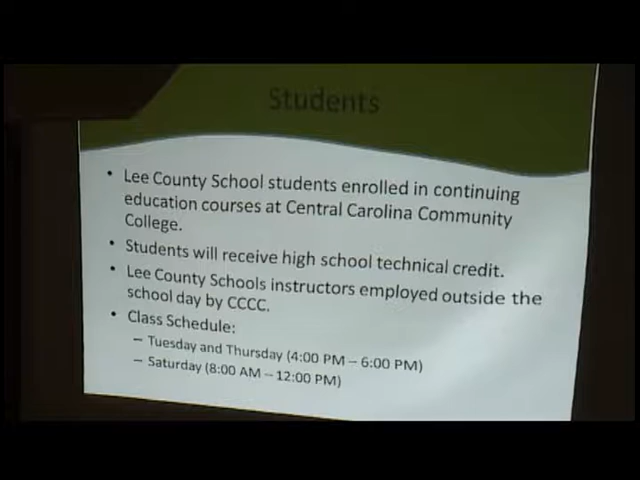 Students
• Lee County School students enrolled in continuing
education courses at Central Carolina Community
College.
• Students will receive high school technical credit.
• Lee County Schools instructors employed outside the
school day by CCCC.
• Class Schedule:
– Tuesday and Thursday (4:00 PM – 6:00 PM)
– Saturday (8:00 AM – 12:00 PM)